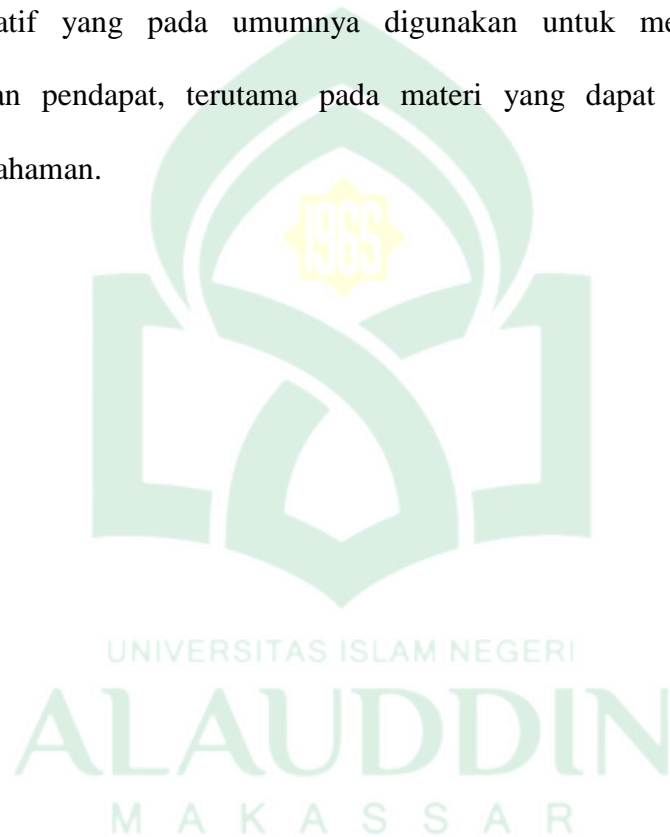 atif yang pada umumnya digunakan untuk me
an pendapat, terutama pada materi yang dapat
ahaman.
1965
UNIVERSITAS ISLAM NEGERI
ALAUDDIN
MAKASSAR